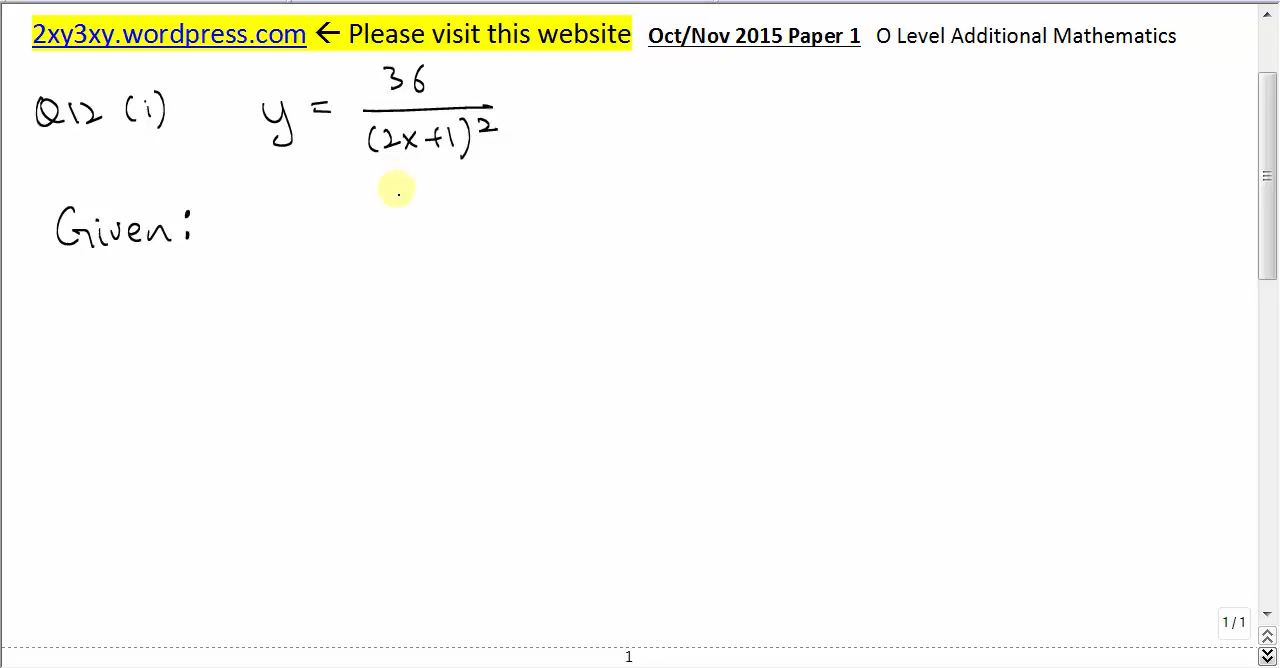 2xy3xy.wordpress.com ← Please visit this website Oct/Nov 2015 Paper 1 O Level Additional Mathematics
Q12 (i) y = 36 / (2x+1)²
Given:
1 / 1
1